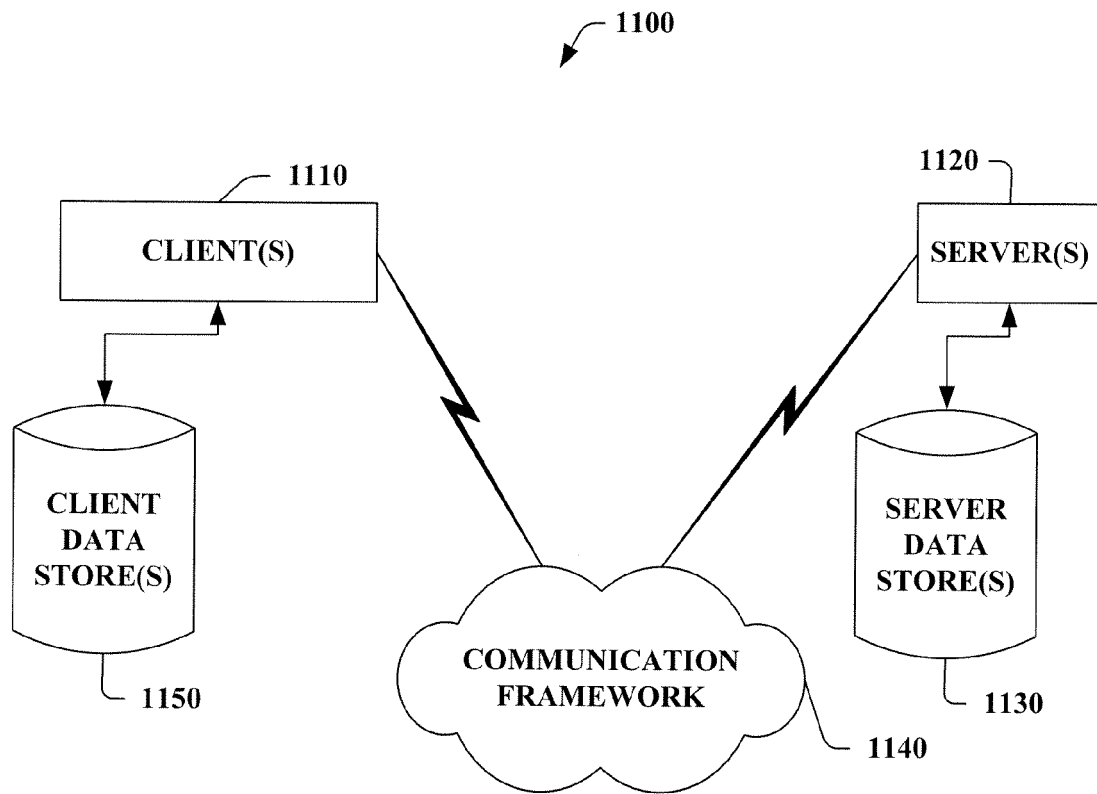 1100
1110
1120
CLIENT(S)
SERVER(S)
CLIENT
DATA
STORE(S)
SERVER
DATA
STORE(S)
COMMUNICATION
FRAMEWORK
1150
1130
1140